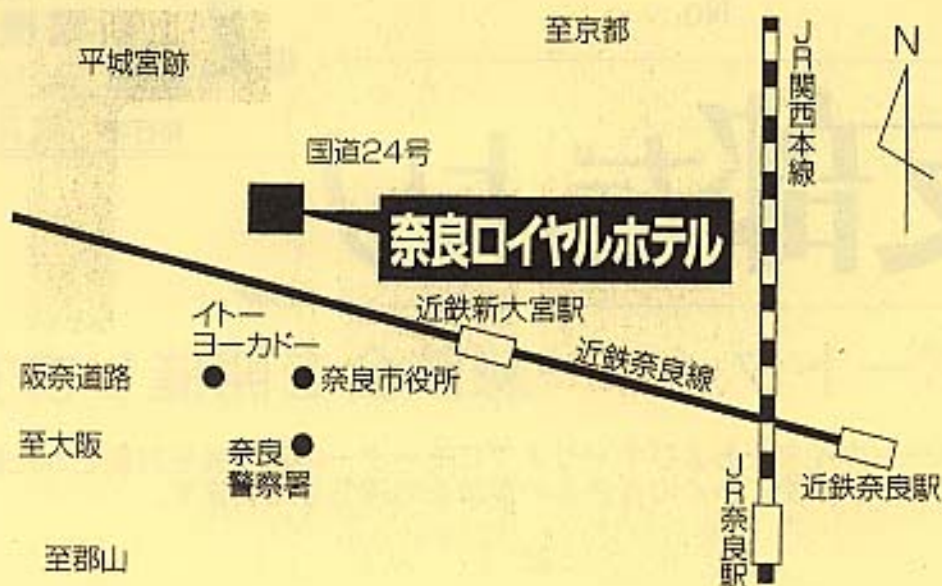 至京都
平城宮跡
JR関西本線
N
国道24号
奈良ロイヤルホテル
近鉄新大宮駅
イトー
ヨーカドー
近鉄奈良線
阪奈道路
奈良市役所
至大阪
奈良
警察署
近鉄奈良駅
JR奈良駅
至郡山